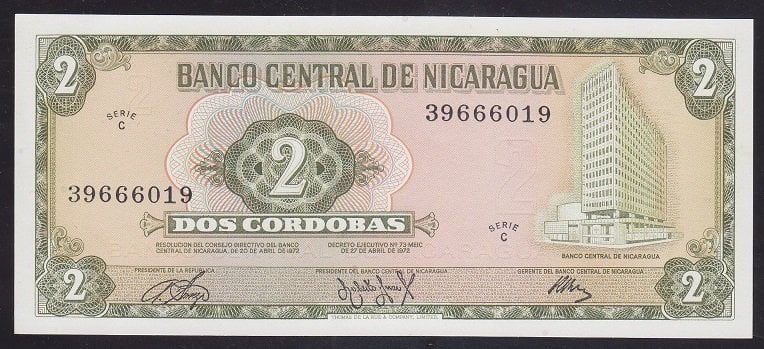 2
2
BANCO CENTRAL DE NICARAGUA
SERIE
C
39666019
2
39666019
DOS CORDOBAS
SERIE
C
BANCO CENTRAL DE NICARAGUA
RESOLUCION DEL CONSEJO DIRECTIVO DEL BANCO
CENTRAL DE NICARAGUA, DE 20 DE ABRIL DE 1972
DECRETO EJECUTIVO Nº 73-MEIC
DE 27 DE ABRIL DE 1972
PRESIDENTE DE LA REPUBLICA
PRESIDENTE DEL BANCO CENTRAL DE NICARAGUA
GERENTE DEL BANCO CENTRAL DE NICARAGUA
2
2
THOMAS DE LA RUE & COMPANY, LIMITED.